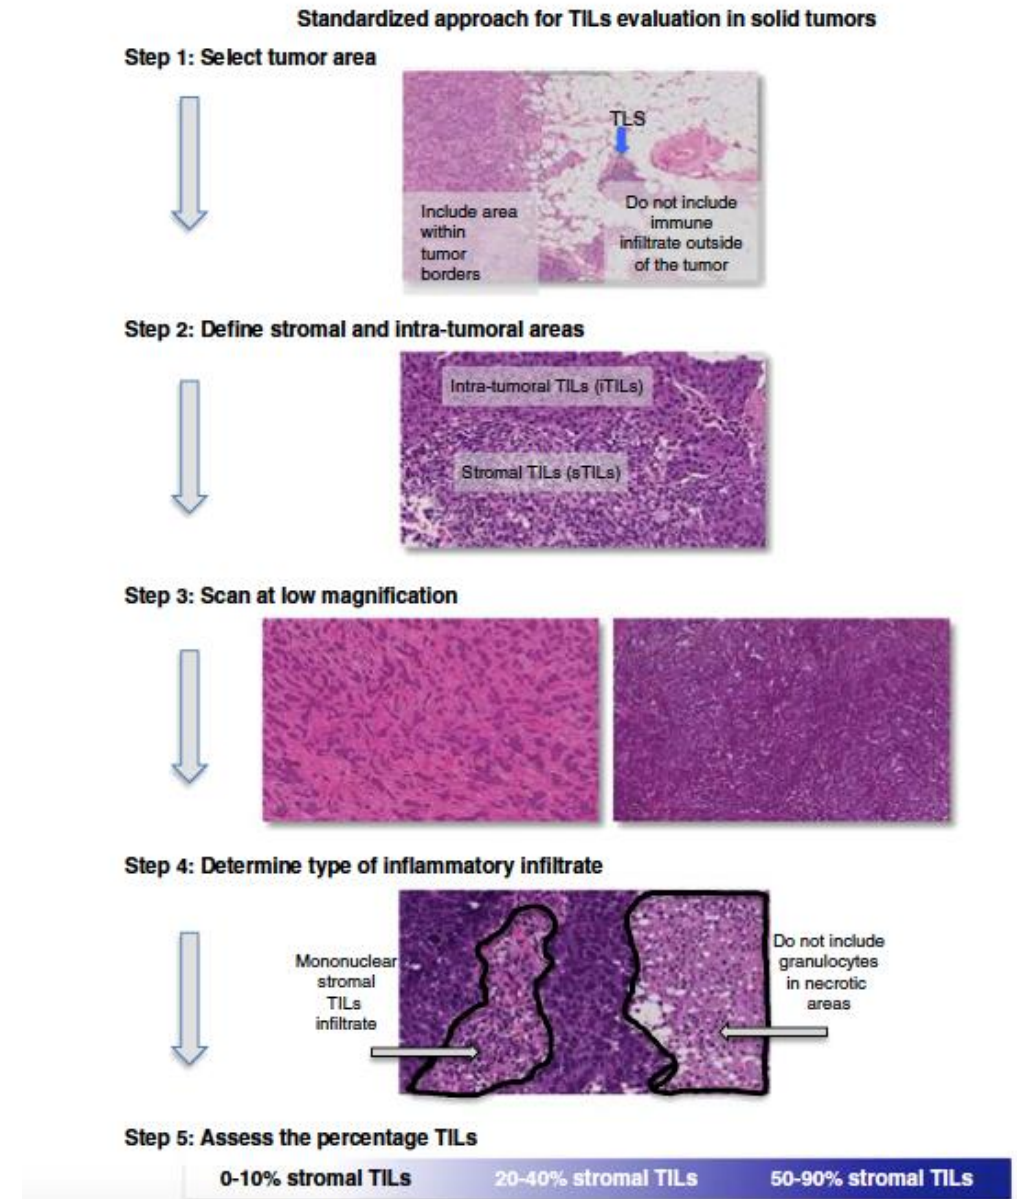 Standardized approach for TILs evaluation in solid tumors
Step 1: Select tumor area
TLS
Include area
within
tumor
borders
Do not include
immune
infiltrate outside
of the tumor
Step 2: Define stromal and intra-tumoral areas
Intra-tumoral TILs (iTILs)
Stromal TILs (sTILs)
Step 3: Scan at low magnification
Step 4: Determine type of inflammatory infiltrate
Mononuclear
stromal
TILs
infiltrate
Do not include
granulocytes
in necrotic
areas
Step 5: Assess the percentage TILs
0-10% stromal TILs 20-40% stromal TILs 50-90% stromal TILs